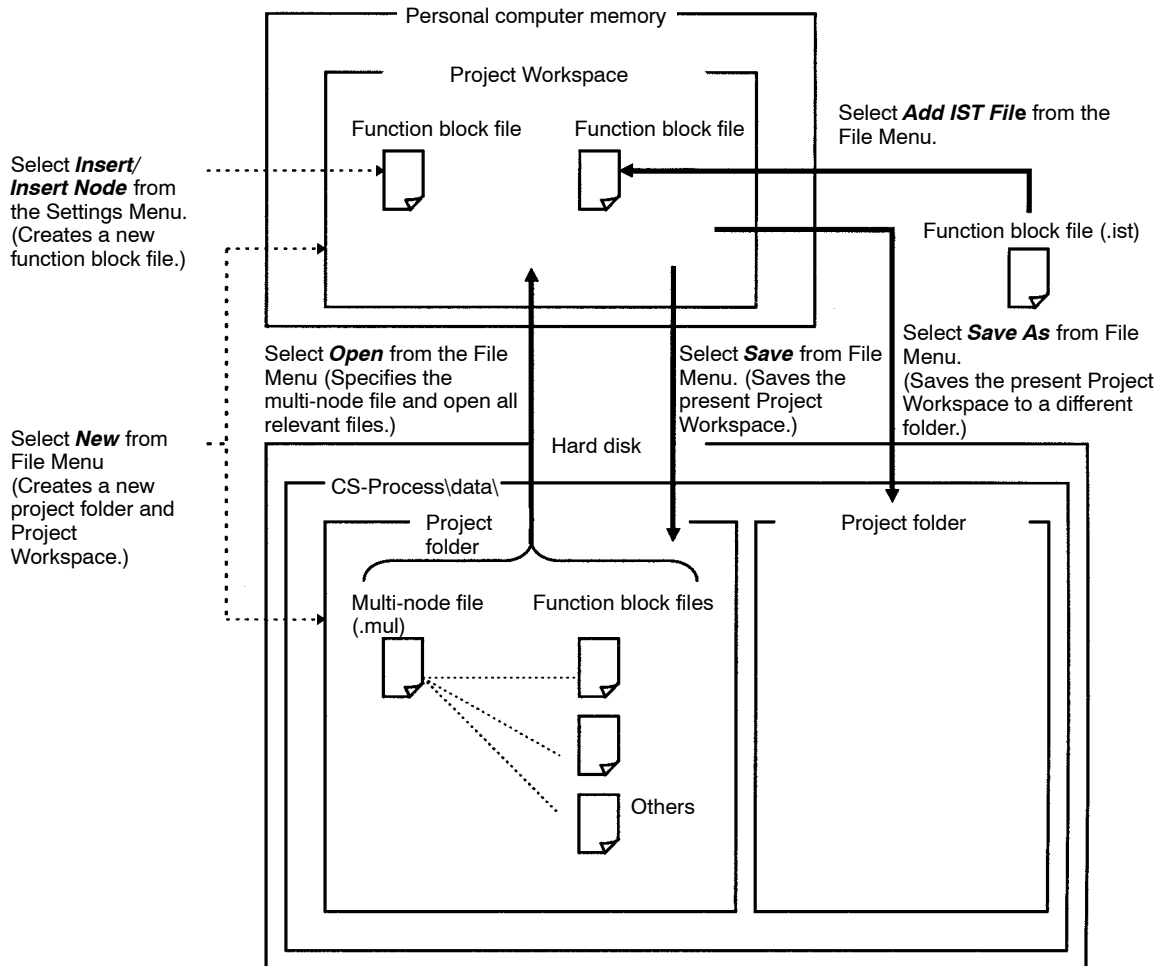 Personal computer memory
Project Workspace
Function block file
Function block file
Select Add IST File from the
File Menu.
Select Insert/
Insert Node from
the Settings Menu.
(Creates a new
function block file.)
Function block file (.ist)
Select Open from the File
Menu (Specifies the
multi-node file and open all
relevant files.)
Select Save from File
Menu. (Saves the
present Project
Workspace.)
Select Save As from File
Menu.
(Saves the present Project
Workspace to a different
folder.)
Select New from
File Menu
(Creates a new
project folder and
Project
Workspace.)
Hard disk
CS-Process\data\
Project
folder
Project folder
Multi-node file
(.mul)
Function block files
Others